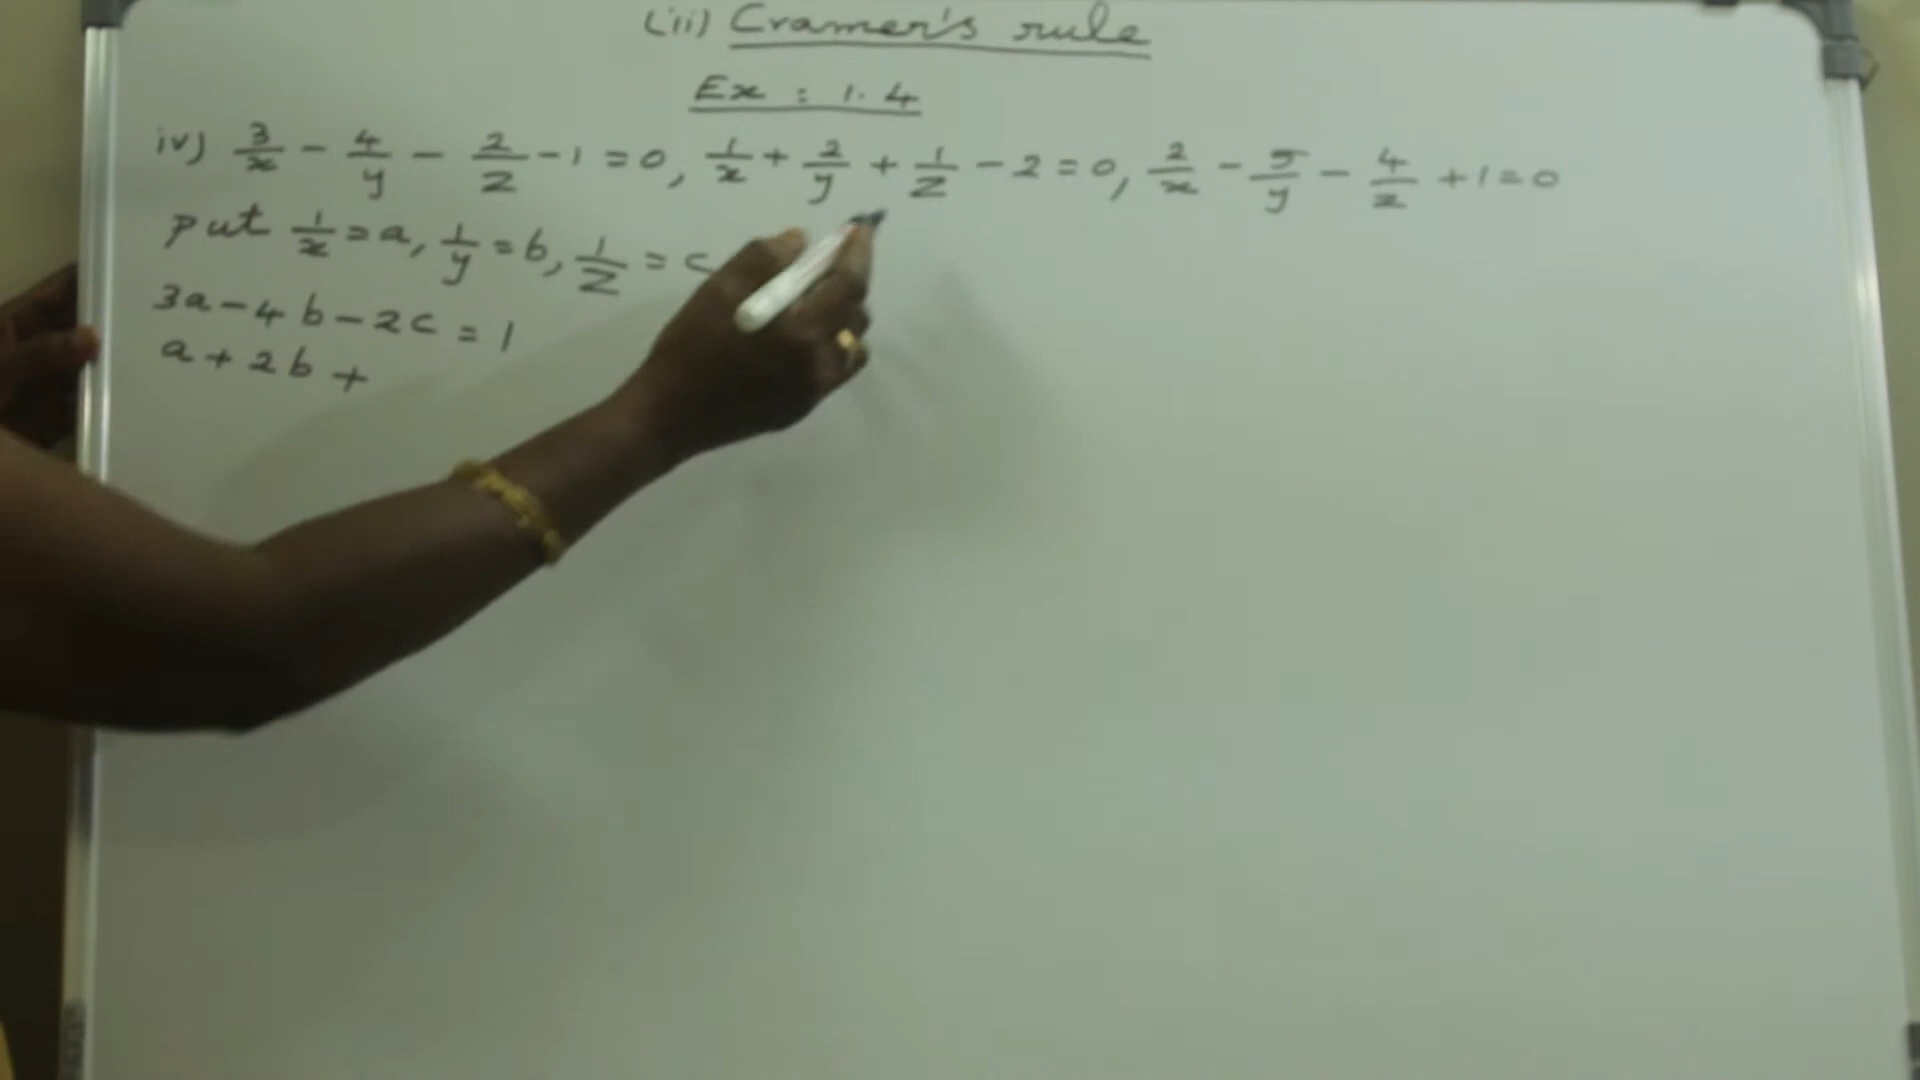 (iii) Cramer's rule
Ex : 1.4
iv) 3/x - 4/y - 2/z - 1 = 0, 1/x + 2/y + 1/z - 2 = 0, 2/x - 5/y - 4/z + 1 = 0
put 1/x = a, 1/y = b, 1/z = c
3a - 4b - 2c = 1
a + 2b +